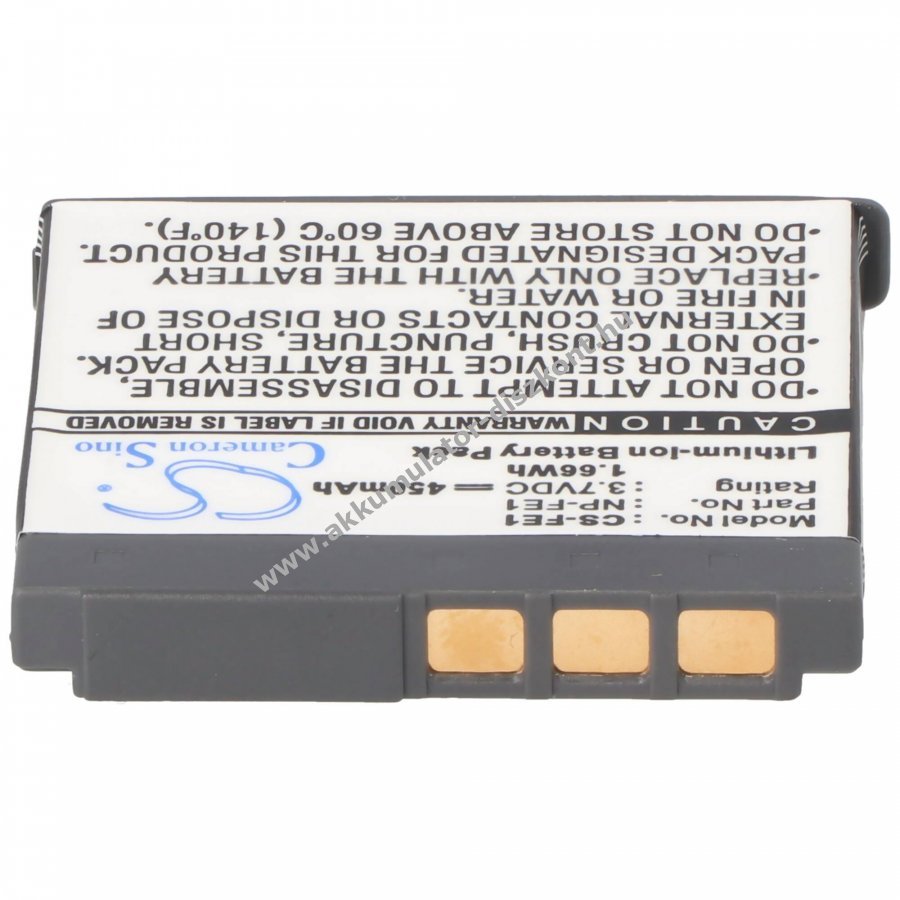 Cameron Sino
CS
Model No. : CS-FE1
Part No. : NP-FE1
Rating : 3.7VDC ⎓ 450mAh
1.66Wh
Lithium-Ion Battery Pack
CAUTION WARRANTY VOID IF LABEL IS REMOVED
•DO NOT ATTEMPT TO DISASSEMBLE,
OPEN OR SERVICE THE BATTERY PACK.
•DO NOT CRUSH, PUNCTURE, SHORT
EXTERNAL CONTACTS OR DISPOSE OF
IN FIRE OR WATER.
•REPLACE ONLY WITH THE BATTERY
PACK DESIGNATED FOR THIS PRODUCT.
•DO NOT STORE ABOVE 60°C (140°F).
www.akkumulator-diszkont.hu